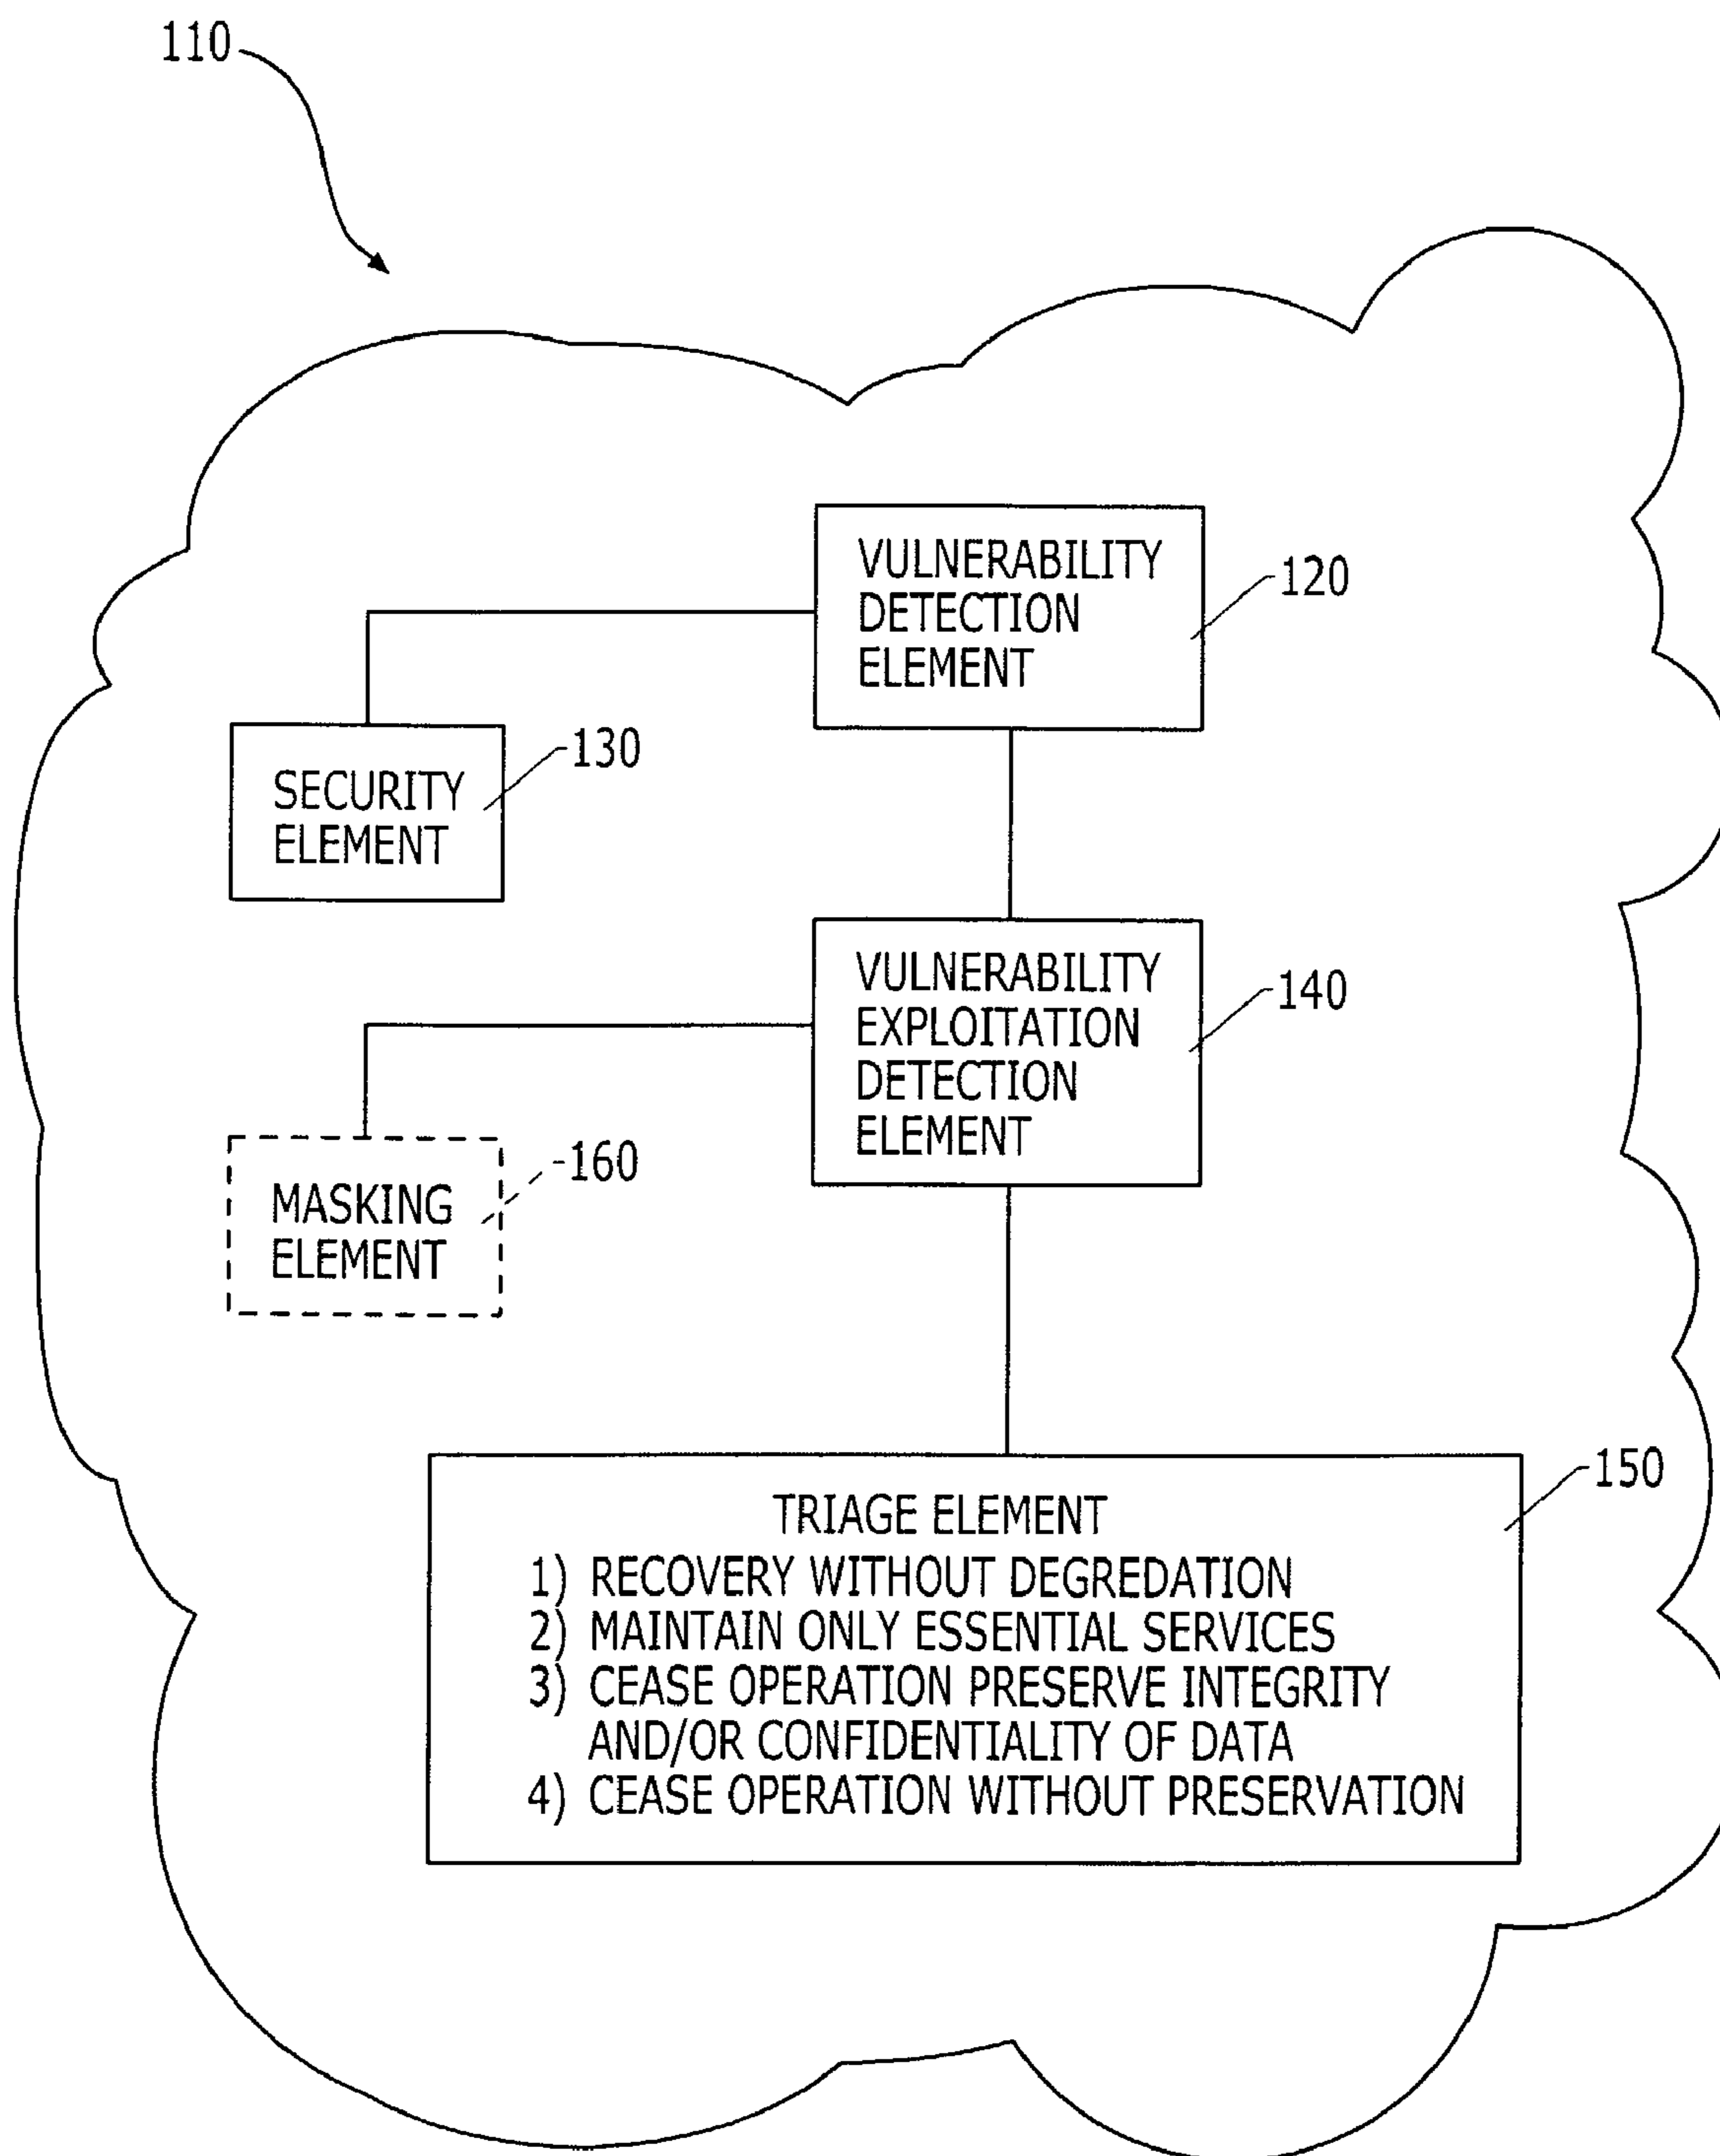 110
VULNERABILITY
DETECTION
ELEMENT
120
SECURITY
ELEMENT
130
VULNERABILITY
EXPLOITATION
DETECTION
ELEMENT
140
MASKING
ELEMENT
160
150
TRIAGE ELEMENT
1) RECOVERY WITHOUT DEGREDATION
2) MAINTAIN ONLY ESSENTIAL SERVICES
3) CEASE OPERATION PRESERVE INTEGRITY
AND/OR CONFIDENTIALITY OF DATA
4) CEASE OPERATION WITHOUT PRESERVATION